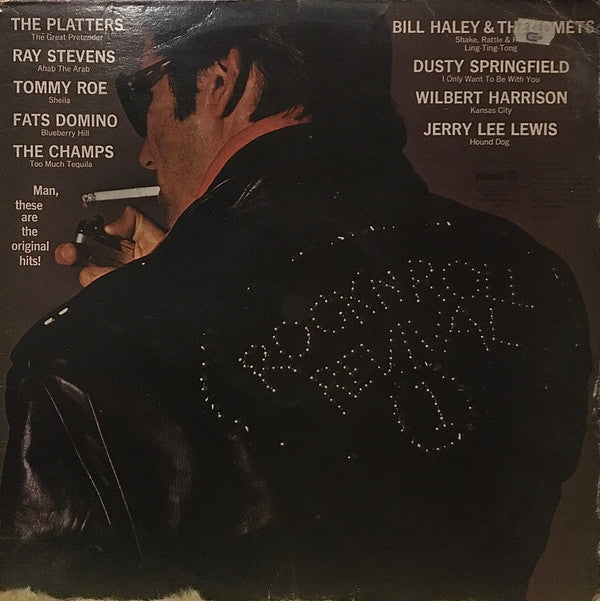 THE PLATTERS
The Great Pretender
RAY STEVENS
Ahab The Arab
TOMMY ROE
Sheila
FATS DOMINO
Blueberry Hill
THE CHAMPS
Too Much Tequila
Man,
these
are
the
original
hits!
BILL HALEY & METS
Shake, Rattle &
Ling-Ting-Tong
DUSTY SPRINGFIELD
I Only Want To Be With You
WILBERT HARRISON
Kansas City
JERRY LEE LEWIS
Hound Dog
ROCK'N ROLL
REVIVAL